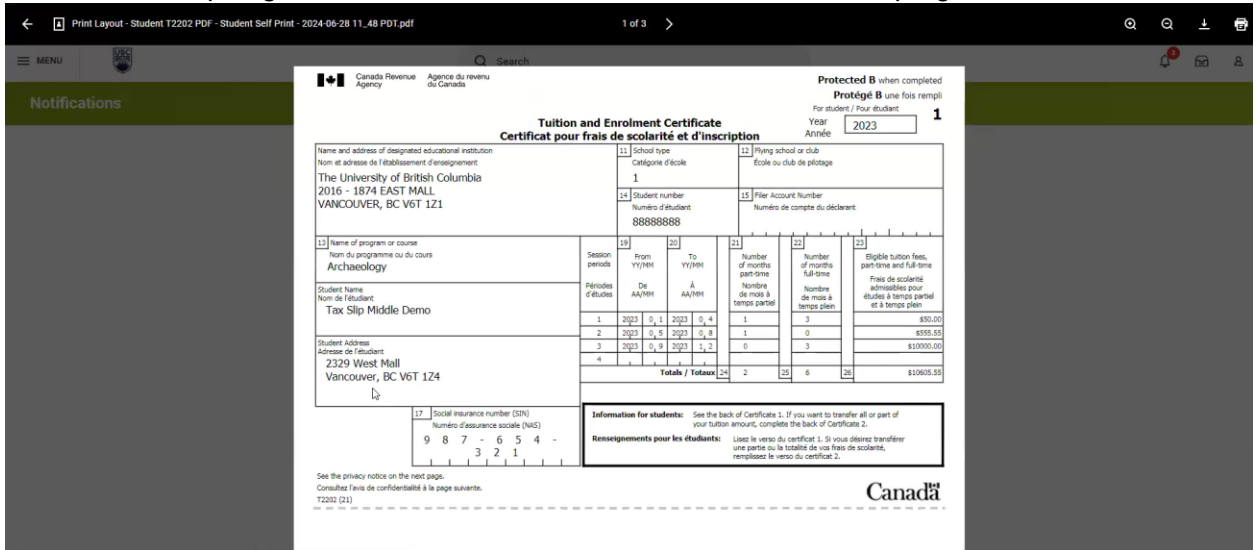 Print Layout - Student T2202 PDF - Student Self Print - 2024-06-28 11_48 PDT.pdf
1 of 3
MENU
UBC
Search
3
Notifications
Canada Revenue Agency
Agence du revenu du Canada
Protected B when completed
Protégé B une fois rempli
For student / Pour étudiant
1
Tuition and Enrolment Certificate
Certificat pour frais de scolarité et d'inscription
Year
Année
2023
Name and address of designated educational institution
Nom et adresse de l'établissement d'enseignement
The University of British Columbia
2016 - 1874 EAST MALL
VANCOUVER, BC V6T 1Z1
11 School type
Catégorie d'école
1
12 Flying school or club
École ou club de pilotage
14 Student number
Numéro d'étudiant
88888888
15 Filer Account Number
Numéro de compte du déclarant
13 Name of program or course
Nom du programme ou du cours
Archaeology
Student Name
Nom de l'étudiant
Tax Slip Middle Demo
Student Address
Adresse de l'étudiant
2329 West Mall
Vancouver, BC V6T 1Z4
Session periods
Périodes d'études
19 From YY/MM
De AA/MM
20 To YY/MM
À AA/MM
21 Number of months part-time
Nombre de mois à temps partiel
22 Number of months full-time
Nombre de mois à temps plein
23 Eligible tuition fees, part-time and full-time
Frais de scolarité admissibles pour études à temps partiel et à temps plein
1 2023 0 1 2023 0 4 1 3 $50.00
2 2023 0 5 2023 0 8 1 0 $555.55
3 2023 0 9 2023 1 2 0 3 $10000.00
4
Totals / Totaux 24 2 25 6 26 $10605.55
17 Social insurance number (SIN)
Numéro d'assurance sociale (NAS)
9 8 7 - 6 5 4 -
3 2 1
Information for students: See the back of Certificate 1. If you want to transfer all or part of
your tuition amount, complete the back of Certificate 2.
Renseignements pour les étudiants: Lisez le verso du certificat 1. Si vous désirez transférer
une partie ou la totalité de vos frais de scolarité,
remplissez le verso du certificat 2.
See the privacy notice on the next page.
Consultez l'avis de confidentialité à la page suivante.
T2202 (21)
Canada